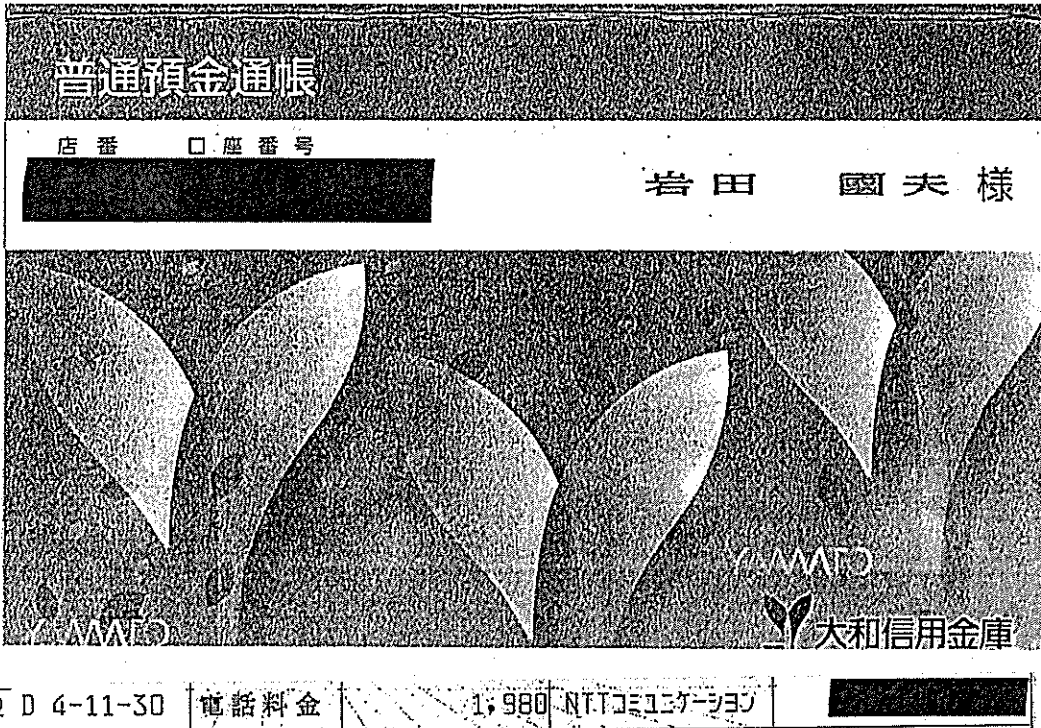 普通預金通帳
店番 口座番号
岩田 國夫 様
YAMATO
YAMATO
大和信用金庫
D 4-11-30 電話料金 1,980 NTTコミュニケーション